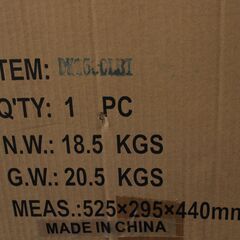 TEM:
Q'TY: 1 PC
N.W.: 18.5 KGS
G.W.: 20.5 KGS
MEAS.:525×295×440mm
MADE IN CHINA